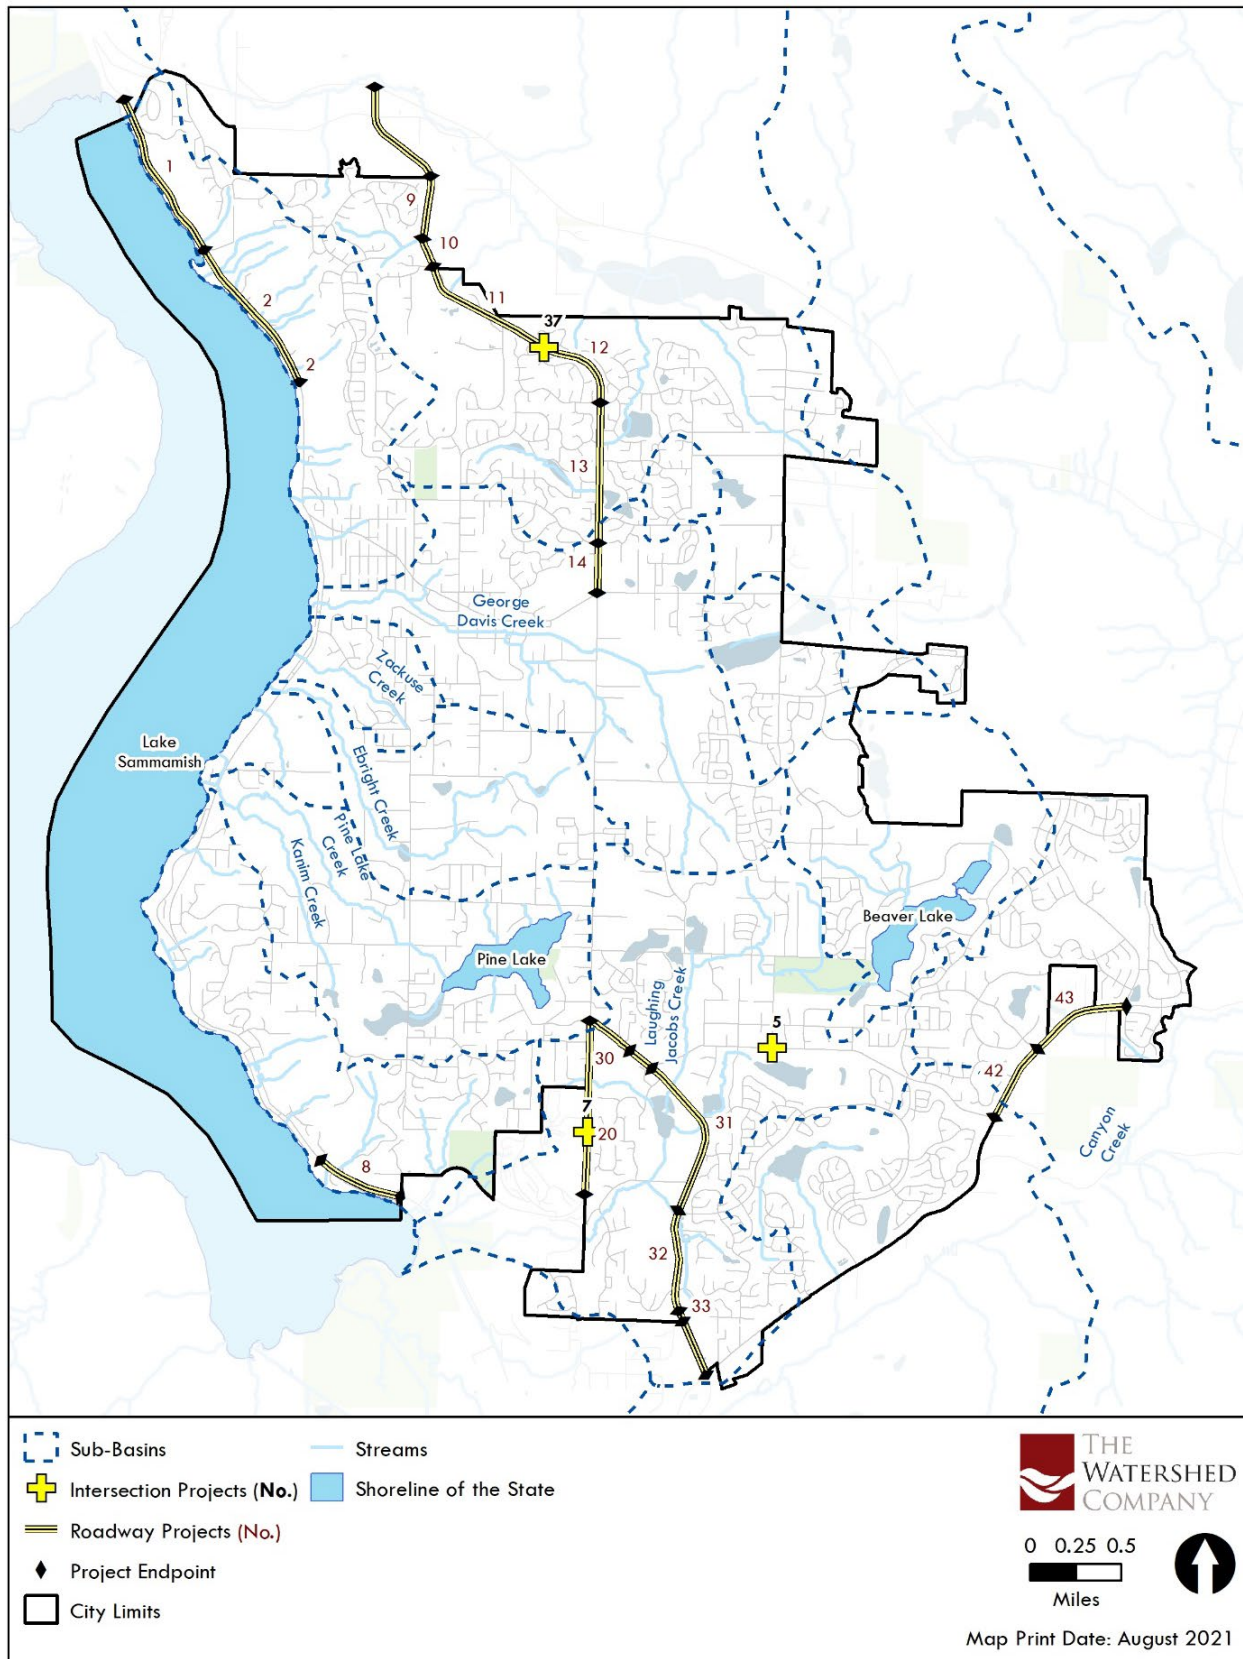 1
9
10
2
11
37
12
2
13
14
George
Davis Creek
Zackuse
Creek
Lake
Sammamish
Ebright Creek
Pine Lake
Creek
Kanim Creek
Beaver Lake
Pine Lake
Laughing
Jacobs Creek
43
5
30
42
7
20
31
Canyon
Creek
8
32
33
Sub-Basins
Intersection Projects (No.)
Roadway Projects (No.)
Project Endpoint
City Limits
Streams
Shoreline of the State
THE
WATERSHED
COMPANY
0 0.25 0.5
Miles
Map Print Date: August 2021